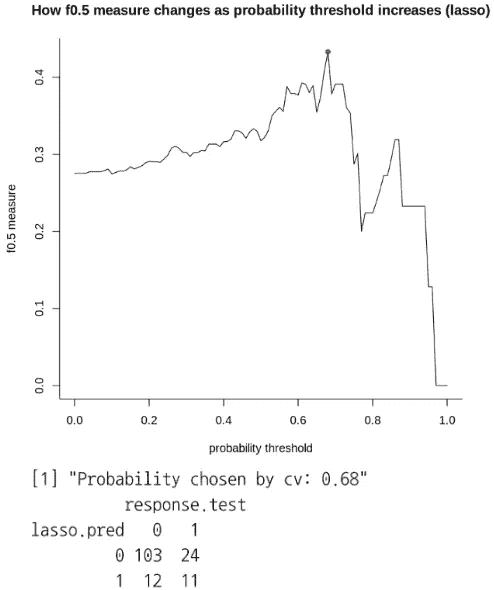 How f0.5 measure changes as probability threshold increases (lasso)
f0.5 measure
0.4
0.3
0.2
0.1
0.0
0.0 0.2 0.4 0.6 0.8 1.0
probability threshold
[1] "Probability chosen by cv: 0.68"
response.test
lasso.pred 0 1
0 103 24
1 12 11